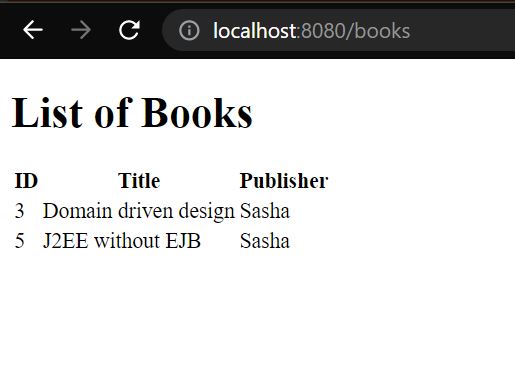 localhost:8080/books
List of Books
ID Title Publisher
3 Domain driven design Sasha
5 J2EE without EJB Sasha